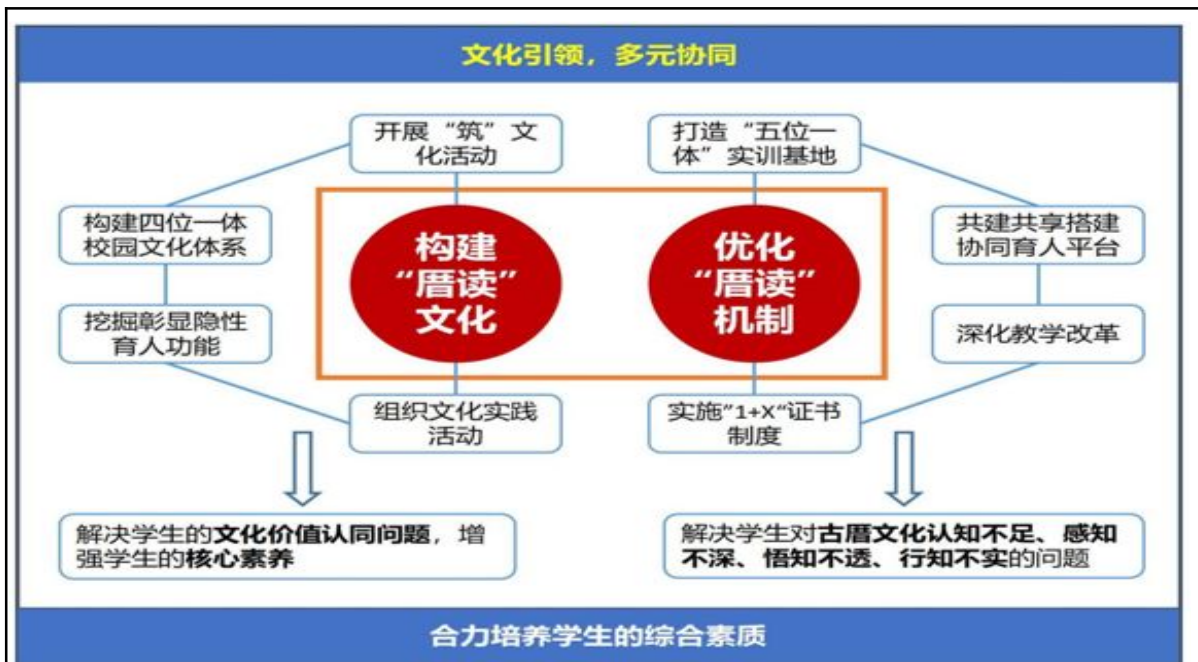 文化引领，多元协同
开展“筑”文
化活动
打造“五位一
体”实训基地
构建四位一体
校园文化体系
构建
“厝读”
文化
优化
“厝读”
机制
共建共享搭建
协同育人平台
挖掘彰显隐性
育人功能
深化教学改革
组织文化实践
活动
实施”1+X“证书
制度
解决学生的文化价值认同问题，增
强学生的核心素养
解决学生对古厝文化认知不足、感知
不深、悟知不透、行知不实的问题
合力培养学生的综合素质